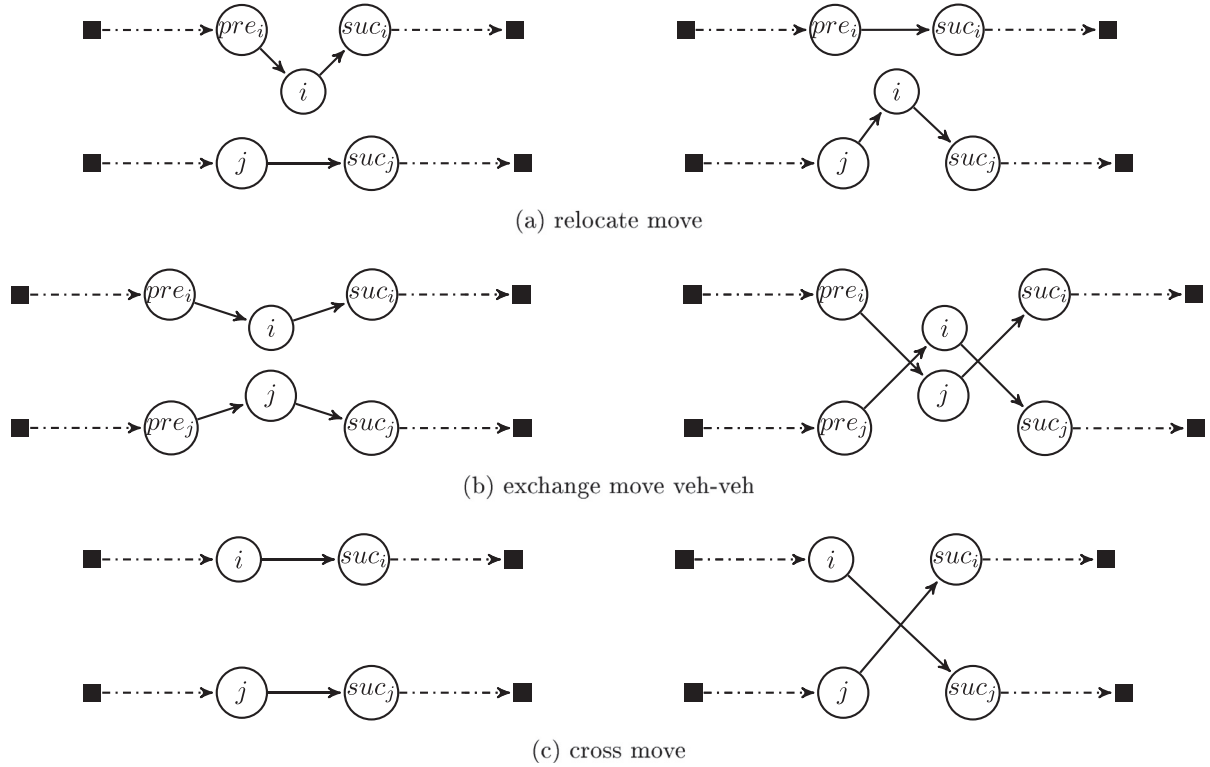 pre_i suc_i pre_i suc_i
i i
j suc_j j suc_j
(a) relocate move
pre_i suc_i pre_i suc_i
i i
j j
pre_j suc_j pre_j suc_j
(b) exchange move veh-veh
i suc_i i suc_i
j suc_j j suc_j
(c) cross move